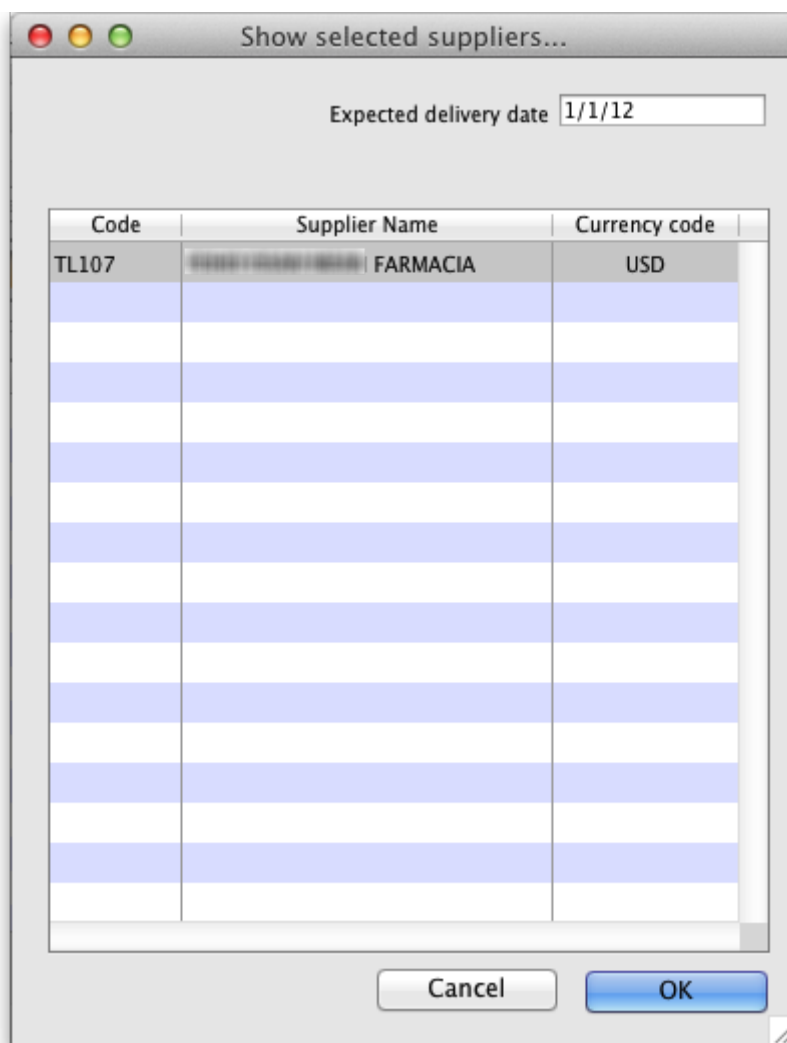 Show selected suppliers...
Expected delivery date 1/1/12
Code Supplier Name Currency code
TL107 FARMACIA USD
Cancel OK